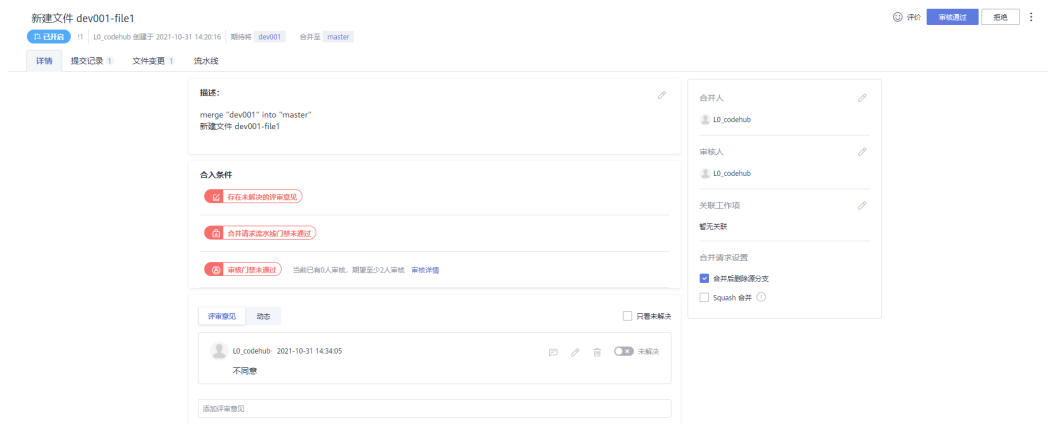 新建文件 dev001-file1
评价 审核通过 拒绝
已开启 !1 L0_codehub 创建于 2021-10-31 14:20:16 期待将 dev001 合并至 master
详情 提交记录 1 文件变更 1 流水线
描述：
merge "dev001" into "master"
新建文件 dev001-file1
合入条件
存在未解决的评审意见
合并请求流水线门禁未通过
审核门禁未通过 当前已有0人审核，期望至少2人审核 审核详情
评审意见 动态 只看未解决
L0_codehub· 2021-10-31 14:34:05 未解决
不同意
添加评审意见
合并人
L0_codehub
审核人
L0_codehub
关联工作项
暂无关联
合并请求设置
合并后删除源分支
Squash 合并